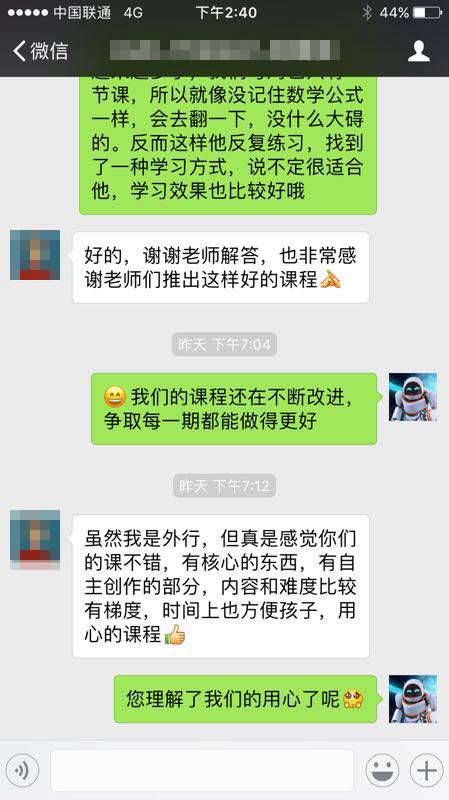 中国联通 4G 下午2:40 44%
微信
节课，所以就像没记住数学公式
一样，会去翻一下，没什么大碍
的。反而这样他反复练习，找到
了一种学习方式，说不定很适合
他，学习效果也比较好哦
好的，谢谢老师解答，也非常感
谢老师们推出这样好的课程🙏
昨天 下午7:04
😄我们的课程还在不断改进，
争取每一期都能做得更好
昨天 下午7:12
虽然我是外行，但真是感觉你们
的课不错，有核心的东西，有自
主创作的部分，内容和难度比较
有梯度，时间上也方便孩子，用
心的课程👍
您理解了我们的用心了呢🥺